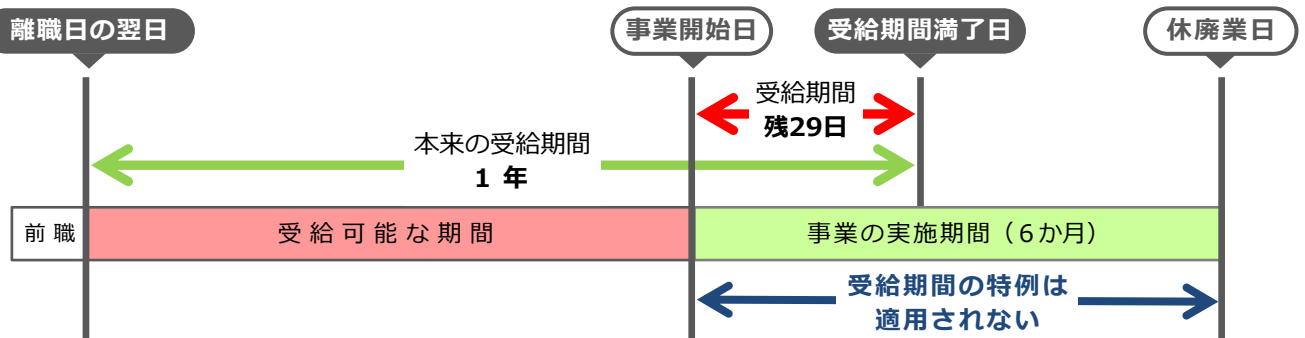 離職日の翌日
事業開始日
受給期間満了日
休廃業日
受給期間
残29日
本来の受給期間
1 年
前職
受給可能な期間
事業の実施期間（6か月）
受給期間の特例は
適用されない